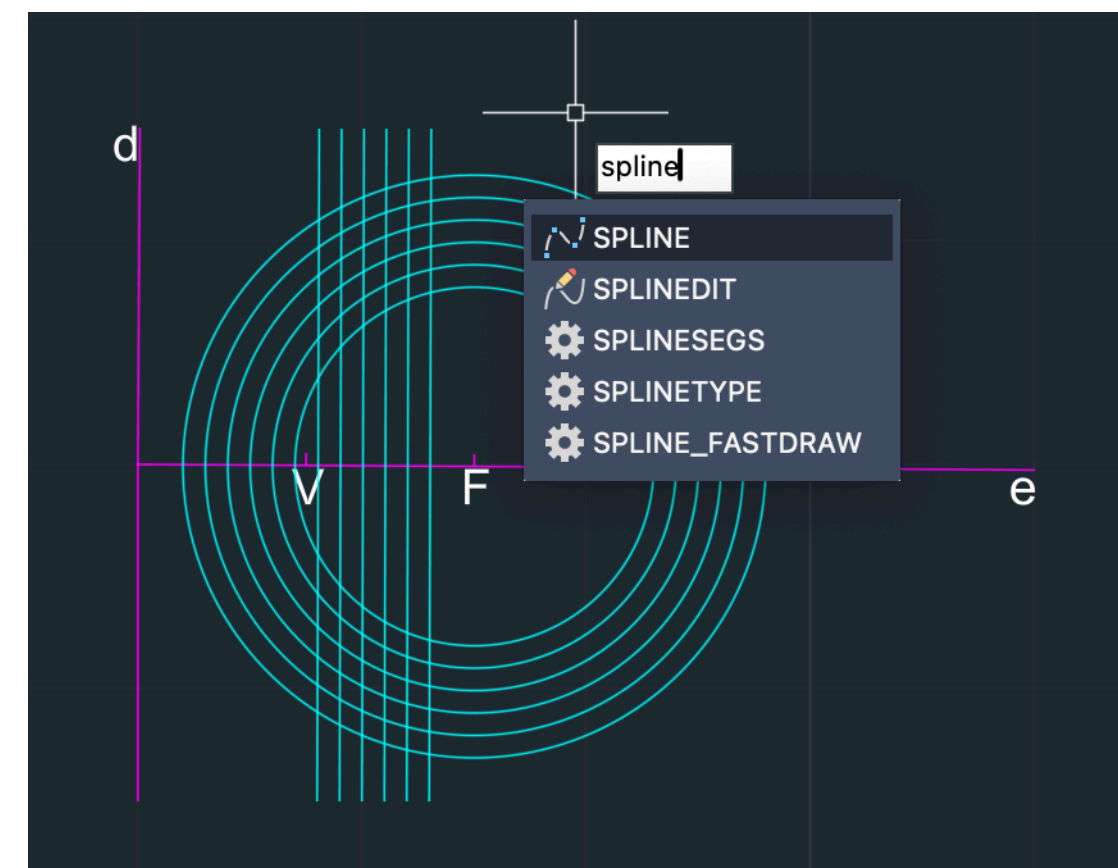 d
spline
SPLINE
SPLINEDIT
SPLINESEGS
SPLINETYPE
SPLINE_FASTDRAW
V
F
e